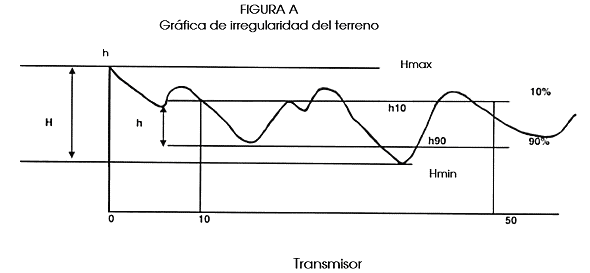 FIGURA A
Gráfica de irregularidad del terreno
h
Hmax
10%
h10
H
h
h90
90%
Hmin
0
10
50
Transmisor